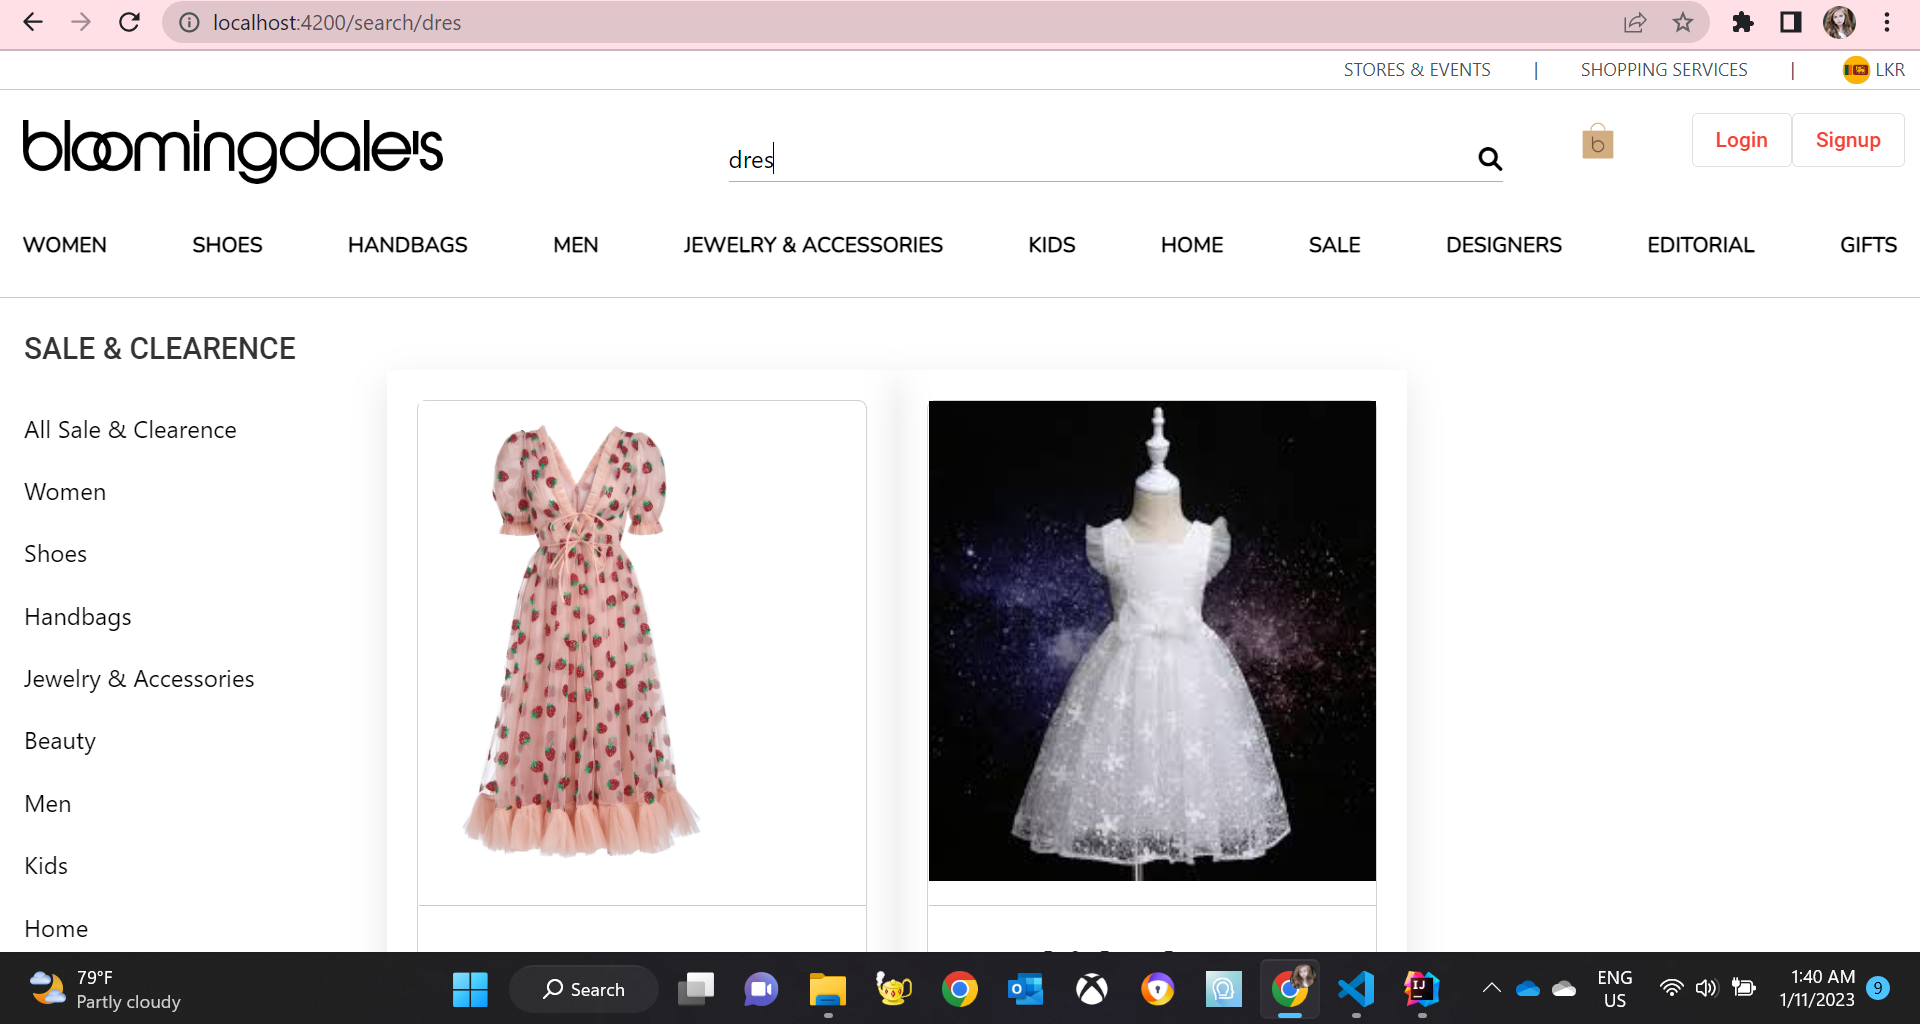 localhost:4200/search/dres
STORES & EVENTS | SHOPPING SERVICES | LKR
bloomingdale's
dres
b
Login Signup
WOMEN SHOES HANDBAGS MEN JEWELRY & ACCESSORIES KIDS HOME SALE DESIGNERS EDITORIAL GIFTS
SALE & CLEARENCE
All Sale & Clearence
Women
Shoes
Handbags
Jewelry & Accessories
Beauty
Men
Kids
Home
79°F
Partly cloudy
Search
ENG
US
1:40 AM
1/11/2023
9